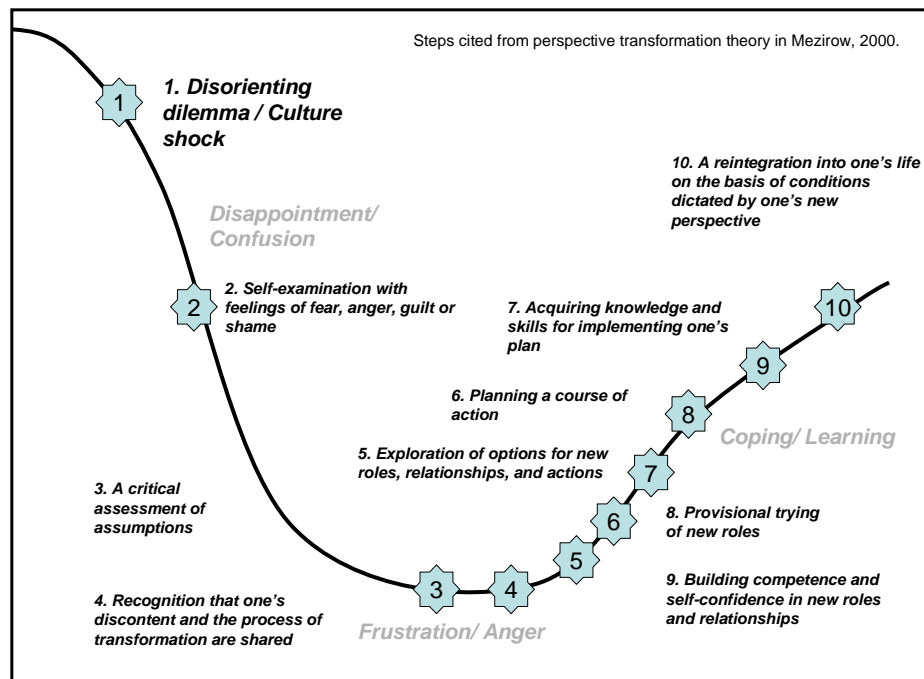 Steps cited from perspective transformation theory in Mezirow, 2000.
1
1. Disorienting
dilemma / Culture
shock
Disappointment/
Confusion
2
2. Self-examination with
feelings of fear, anger, guilt or
shame
3. A critical
assessment of
assumptions
4. Recognition that one's
discontent and the process of
transformation are shared
3
4
Frustration/ Anger
5
6
7
8
9
10
5. Exploration of options for new
roles, relationships, and actions
6. Planning a course of
action
7. Acquiring knowledge and
skills for implementing one's
plan
Coping/ Learning
8. Provisional trying
of new roles
9. Building competence and
self-confidence in new roles
and relationships
10. A reintegration into one's life
on the basis of conditions
dictated by one's new
perspective